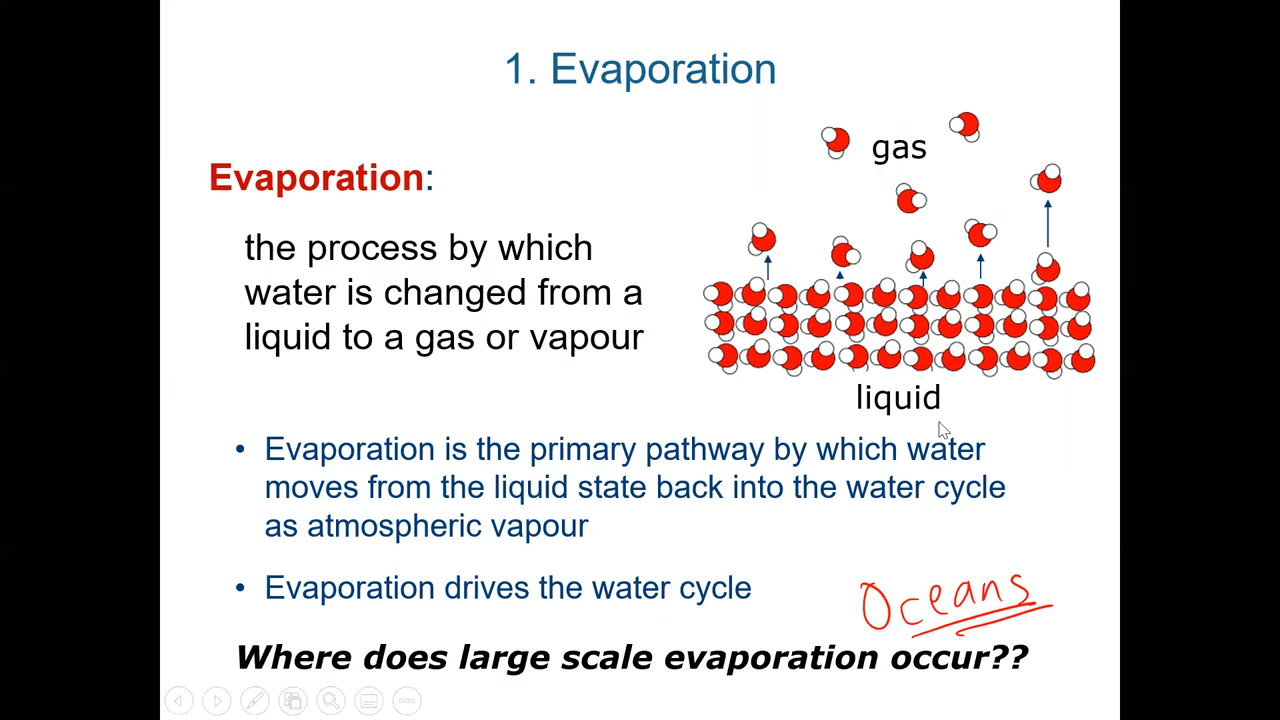 1. Evaporation
gas
Evaporation:
the process by which
water is changed from a
liquid to a gas or vapour
liquid
• Evaporation is the primary pathway by which water
moves from the liquid state back into the water cycle
as atmospheric vapour
• Evaporation drives the water cycle
Oceans
Where does large scale evaporation occur??